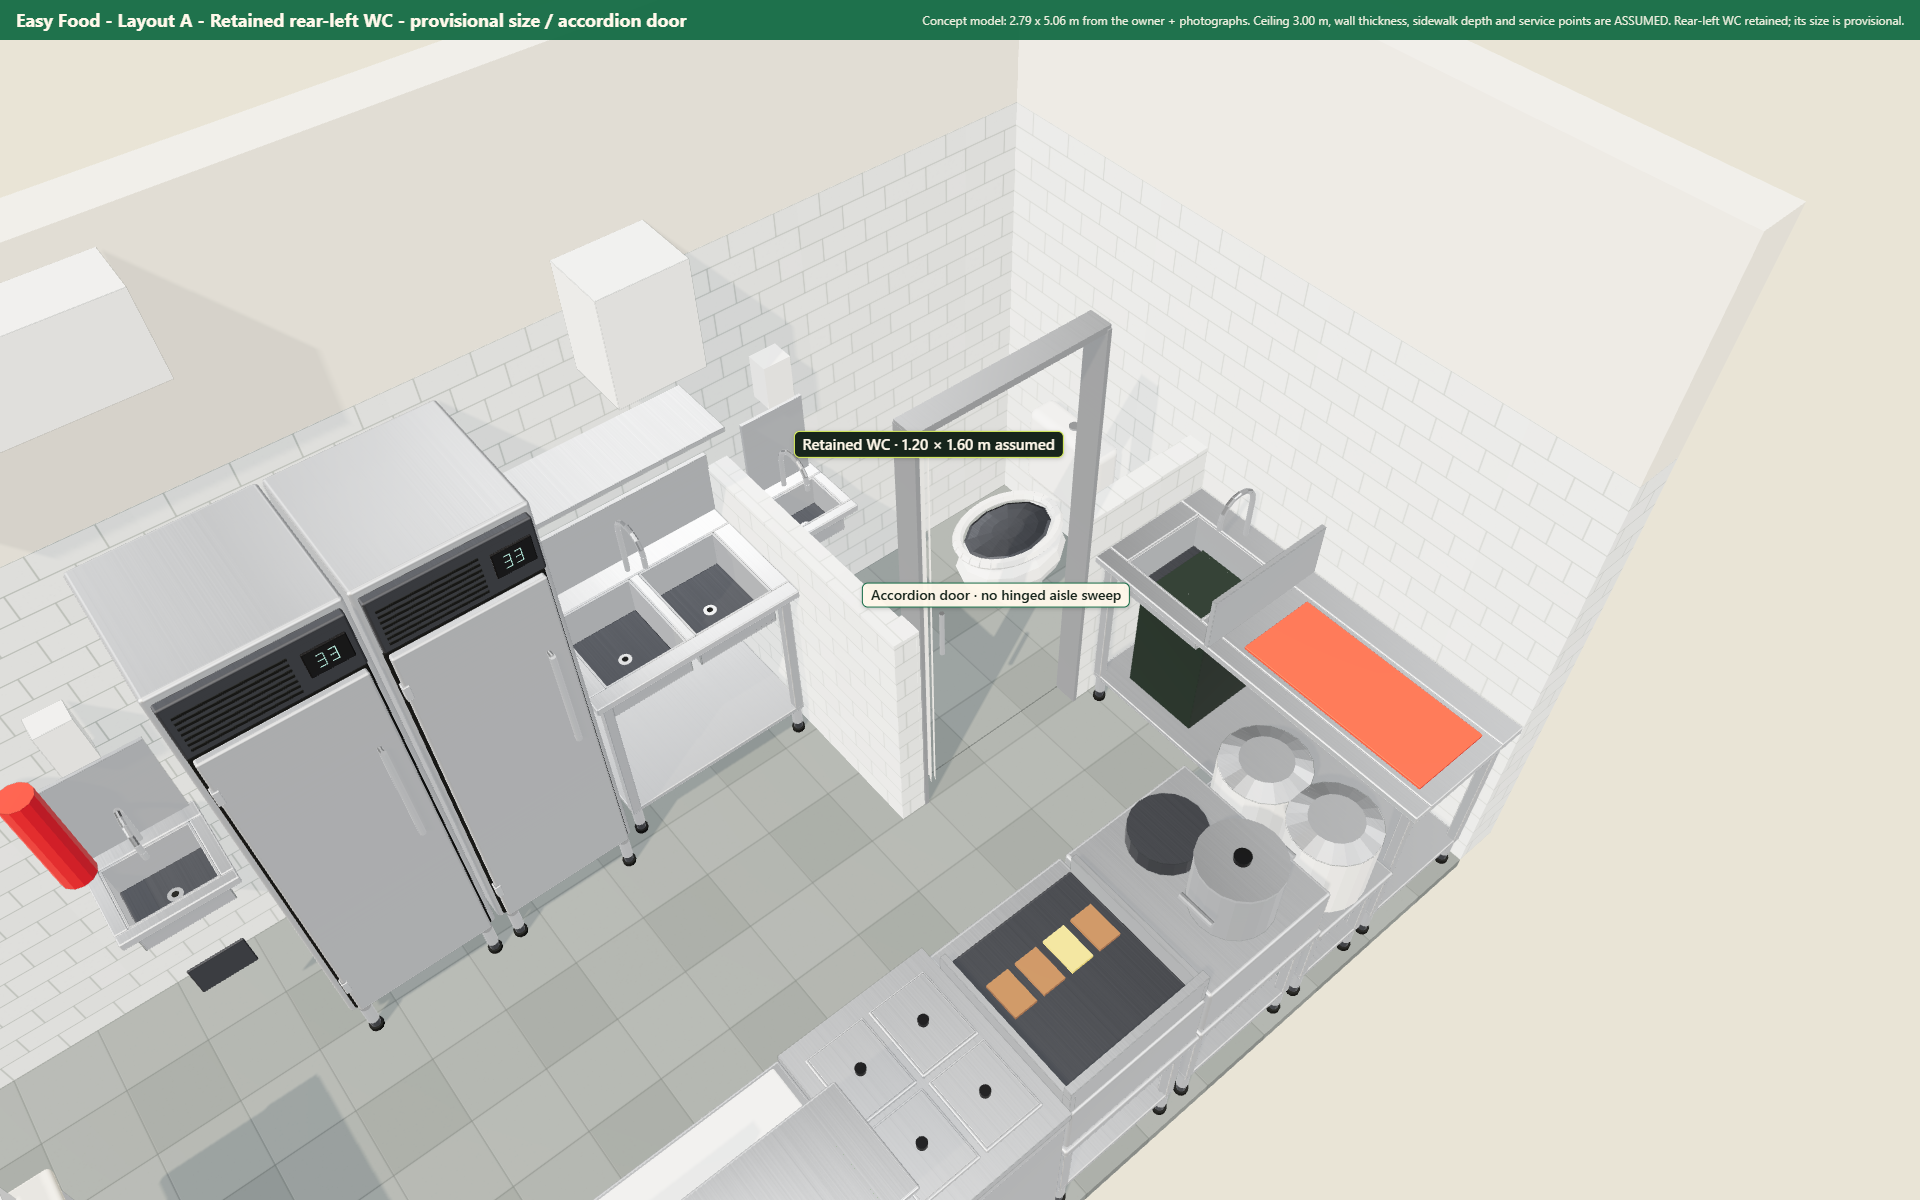 Easy Food - Layout A - Retained rear-left WC - provisional size / accordion door
Concept model: 2.79 x 5.06 m from the owner + photographs. Ceiling 3.00 m, wall thickness, sidewalk depth and service points are ASSUMED. Rear-left WC retained; its size is provisional.
Retained WC · 1.20 × 1.60 m assumed
33
Accordion door · no hinged aisle sweep
33